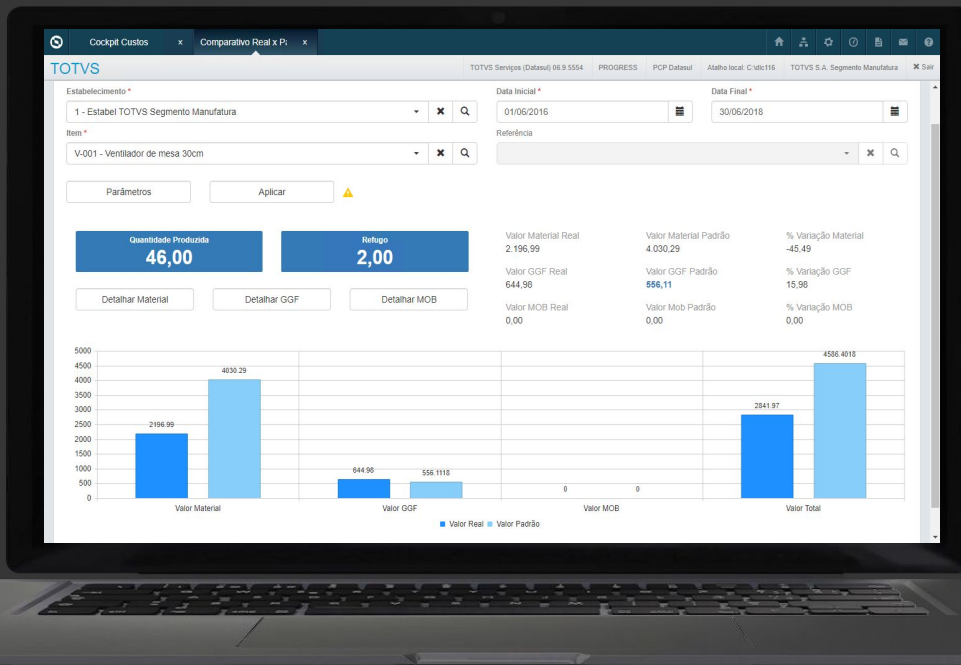 Cockpit Custos x Comparativo Real x Pa x
TOTVS
TOTVS Serviços (Datasul) 06.9.5554 PROGRESS PCP Datasul Atalho local: C:\dlc116 TOTVS S.A. Segmento Manufatura Sair
Estabelecimento * Data Inicial * Data Final *
1 - Estabel TOTVS Segmento Manufatura 01/06/2016 30/06/2018
Item * Referência
V-001 - Ventilador de mesa 30cm
Parâmetros Aplicar
Quantidade Produzida Refugo
46,00 2,00
Valor Material Real Valor Material Padrão % Variação Material
2.196,99 4.030,29 -45,49
Valor GGF Real Valor GGF Padrão % Variação GGF
644,98 556,11 15,98
Detalhar Material Detalhar GGF Detalhar MOB
Valor MOB Real Valor Mob Padrão % Variação MOB
0,00 0,00 0,00
5000
4500
4000
3500
3000
2500
2000
1500
1000
500
0
2196.99 4030.29
644.98 556.1118
0 0
2841.97 4586.4018
Valor Material Valor GGF Valor MOB Valor Total
Valor Real Valor Padrão